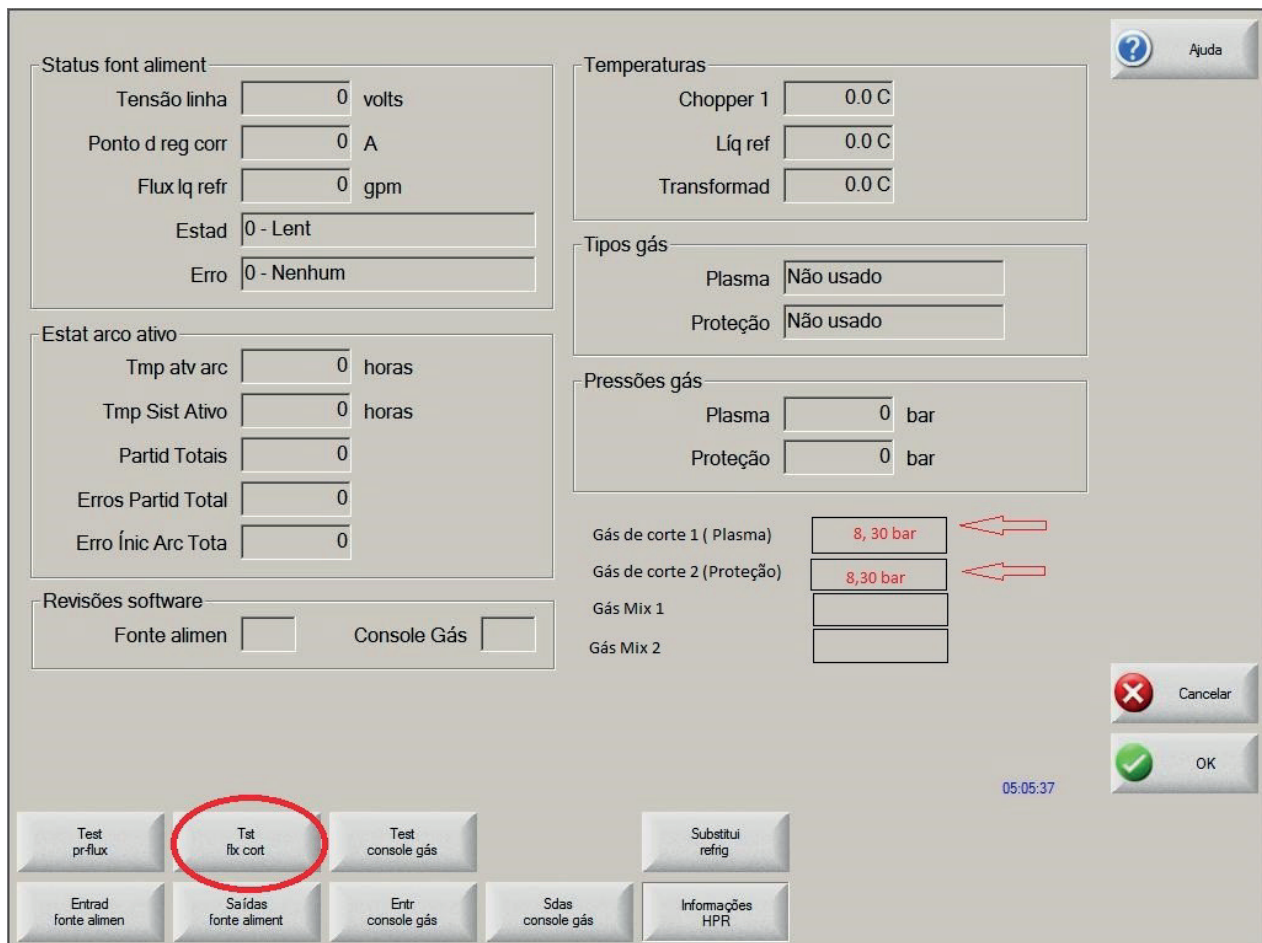 Ajuda
Status font aliment
Tensão linha 0 volts
Ponto d reg corr 0 A
Flux lq refr 0 gpm
Estad 0 - Lent
Erro 0 - Nenhum
Estat arco ativo
Tmp atv arc 0 horas
Tmp Sist Ativo 0 horas
Partid Totais 0
Erros Partid Total 0
Erro Ínic Arc Tota 0
Revisões software
Fonte alimen Console Gás
Temperaturas
Chopper 1 0.0 C
Líq ref 0.0 C
Transformad 0.0 C
Tipos gás
Plasma Não usado
Proteção Não usado
Pressões gás
Plasma 0 bar
Proteção 0 bar
Gás de corte 1 ( Plasma) 8, 30 bar
Gás de corte 2 (Proteção) 8,30 bar
Gás Mix 1
Gás Mix 2
Cancelar
OK
05:05:37
Test
pr-flux
Tst
flx cort
Test
console gás
Substitui
refrig
Entrad
fonte alimen
Saídas
fonte aliment
Entr
console gás
Sdas
console gás
Informações
HPR